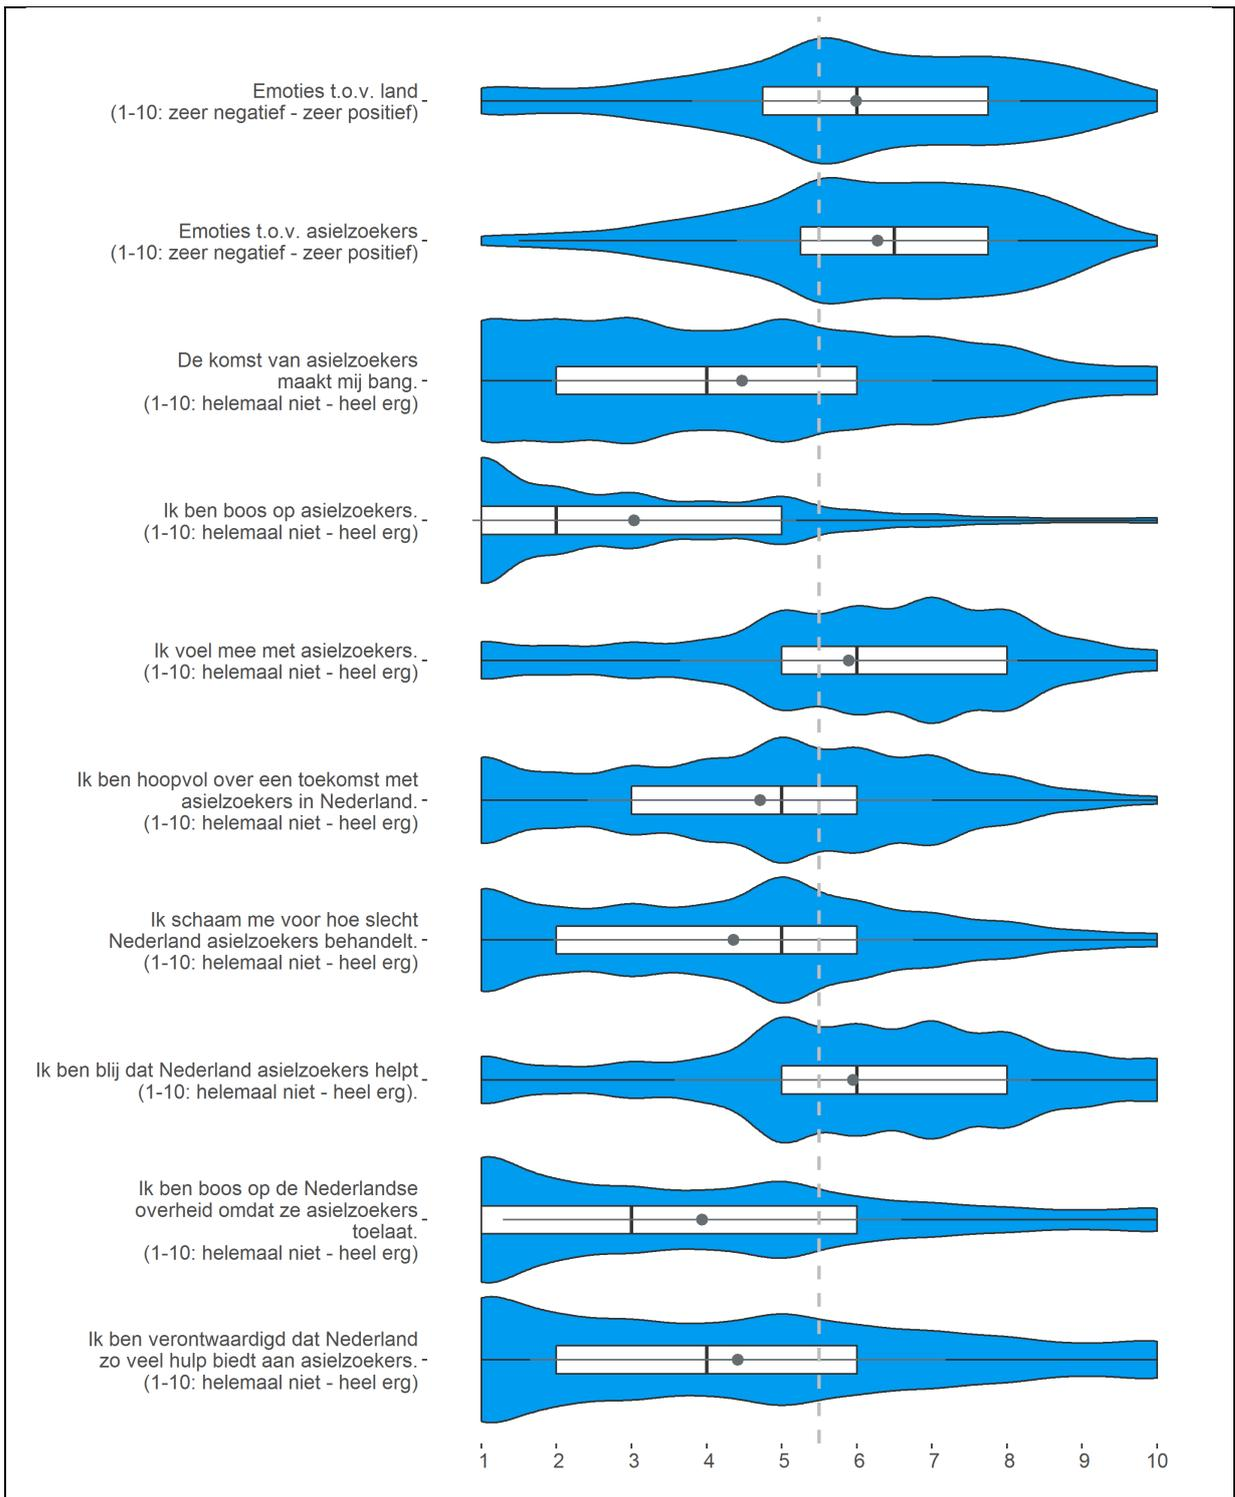 Emoties t.o.v. land
(1-10: zeer negatief - zeer positief)
Emoties t.o.v. asielzoekers
(1-10: zeer negatief - zeer positief)
De komst van asielzoekers
maakt mij bang.
(1-10: helemaal niet - heel erg)
Ik ben boos op asielzoekers.
(1-10: helemaal niet - heel erg)
Ik voel mee met asielzoekers.
(1-10: helemaal niet - heel erg)
Ik ben hoopvol over een toekomst met
asielzoekers in Nederland.
(1-10: helemaal niet - heel erg)
Ik schaam me voor hoe slecht
Nederland asielzoekers behandelt.
(1-10: helemaal niet - heel erg)
Ik ben blij dat Nederland asielzoekers helpt
(1-10: helemaal niet - heel erg).
Ik ben boos op de Nederlandse
overheid omdat ze asielzoekers
toelaat.
(1-10: helemaal niet - heel erg)
Ik ben verontwaardigd dat Nederland
zo veel hulp biedt aan asielzoekers.
(1-10: helemaal niet - heel erg)
1 2 3 4 5 6 7 8 9 10